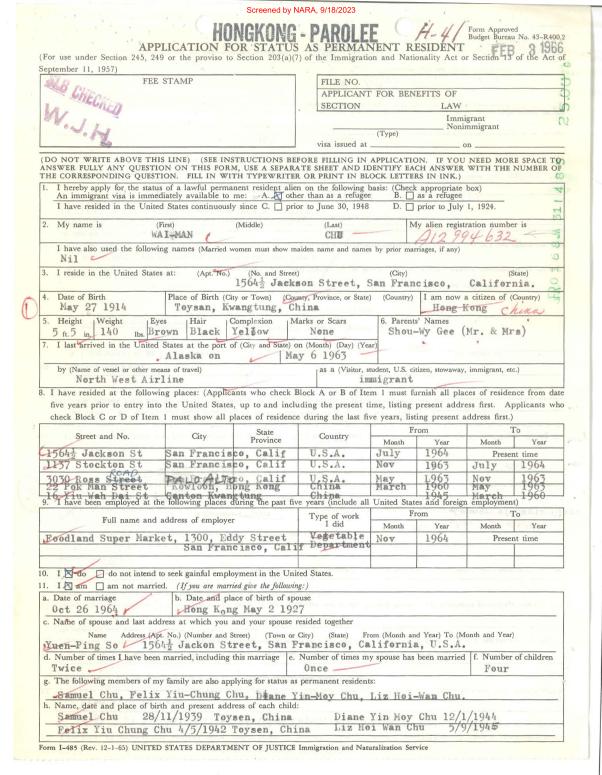 Screened by NARA, 9/18/2023
HONGKONG - PAROLEE
H-41
Form Approved
Budget Bureau No. 43-R400.2
APPLICATION FOR STATUS AS PERMANENT RESIDENT
FEB 3 1966
(For use under Section 245, 249 or the proviso to Section 203(a)(7) of the Immigration and Nationality Act or Section 13 of the Act of
September 11, 1957)
FEE STAMP
CHECKED
W.J.H.
FILE NO.
APPLICANT FOR BENEFITS OF
SECTION LAW
Immigrant
Nonimmigrant
(Type)
visa issued at on
(DO NOT WRITE ABOVE THIS LINE) (SEE INSTRUCTIONS BEFORE FILLING IN APPLICATION. IF YOU NEED MORE SPACE TO
ANSWER FULLY ANY QUESTION ON THIS FORM, USE A SEPARATE SHEET AND IDENTIFY EACH ANSWER WITH THE NUMBER OF
THE CORRESPONDING QUESTION. FILL IN WITH TYPEWRITER OR PRINT IN BLOCK LETTERS IN INK.)
1. I hereby apply for the status of a lawful permanent resident alien on the following basis: (Check appropriate box)
An immigrant visa is immediately available to me: A. X other than as a refugee B. as a refugee
I have resided in the United States continuously since C. prior to June 30, 1948 D. prior to July 1, 1924.
2. My name is (First) (Middle) (Last) My alien registration number is
WAI-MAN CHU A12 994 632
I have also used the following names (Married women must show maiden name and names by prior marriages, if any)
Nil
3. I reside in the United States at: (Apt. No.) (No. and Street) (City) (State)
1564½ Jackson Street, San Francisco, California.
4. Date of Birth Place of Birth (City or Town) (County, Province, or State) (Country) I am now a citizen of (Country)
1 May 27 1914 Toysan, Kwangtung, China Hong Kong China
5. Height Weight Eyes Hair Complexion Marks or Scars 6. Parents' Names
5 ft. 5 in. 140 lbs. Brown Black Yellow None Shou-Wy Gee (Mr. & Mrs)
7. I last arrived in the United States at the port of (City and State) on (Month) (Day) (Year)
Alaska on May 6 1963
by (Name of vessel or other means of travel) as a (Visitor, student, U.S. citizen, stowaway, immigrant, etc.)
North West Airline immigrant
8. I have resided at the following places: (Applicants who check Block A or B of Item 1 must furnish all places of residence from date
five years prior to entry into the United States, up to and including the present time, listing present address first. Applicants who
check Block C or D of Item 1 must show all places of residence during the last five years, listing present address first.)
Street and No. City State Province Country From To
Month Year Month Year
1564½ Jackson St San Francisco, Calif U.S.A. July 1964 Present time
1137 Stockton St San Francisco, Calif U.S.A. Nov 1963 July 1964
ROAD
3030 Ross Street PALO ALTO, Calif U.S.A. May 1963 Nov 1963
22 Fok Man Street Kowloon, Hong Kong China March 1960 May 1963
16 Yiu Wah Dai St Canton Kwangtung China 1945 March 1960
9. I have been employed at the following places during the past five years (include all United States and foreign employment)
Full name and address of employer Type of work I did From To
Month Year Month Year
Foodland Super Market, 1300, Eddy Street Vegetable Nov 1964 Present time
San Francisco, Calif Department
10. I X do do not intend to seek gainful employment in the United States.
11. I X am am not married. (If you are married give the following:)
a. Date of marriage b. Date and place of birth of spouse
Oct 26 1964 Hong Kong May 2 1927
c. Name of spouse and last address at which you and your spouse resided together
Name Address (Apt. No.) (Number and Street) (Town or City) (State) From (Month and Year) To (Month and Year)
Yuen-Ping So 1564½ Jackon Street, San Francisco, California, U.S.A.
d. Number of times I have been married, including this marriage e. Number of times my spouse has been married f. Number of children
Twice Once Four
g. The following members of my family are also applying for status as permanent residents:
Samuel Chu, Felix Yiu-Chung Chu, Diane Yin-Moy Chu, Liz Hoi-Wan Chu.
h. Name, date and place of birth and present address of each child:
Samuel Chu 28/11/1939 Toysen, China Diane Yin Moy Chu 12/1/1944
Felix Yiu Chung Chu 4/5/1942 Toysen, China Liz Hoi Wan Chu 5/9/1945
Form I-485 (Rev. 12-1-65) UNITED STATES DEPARTMENT OF JUSTICE Immigration and Naturalization Service